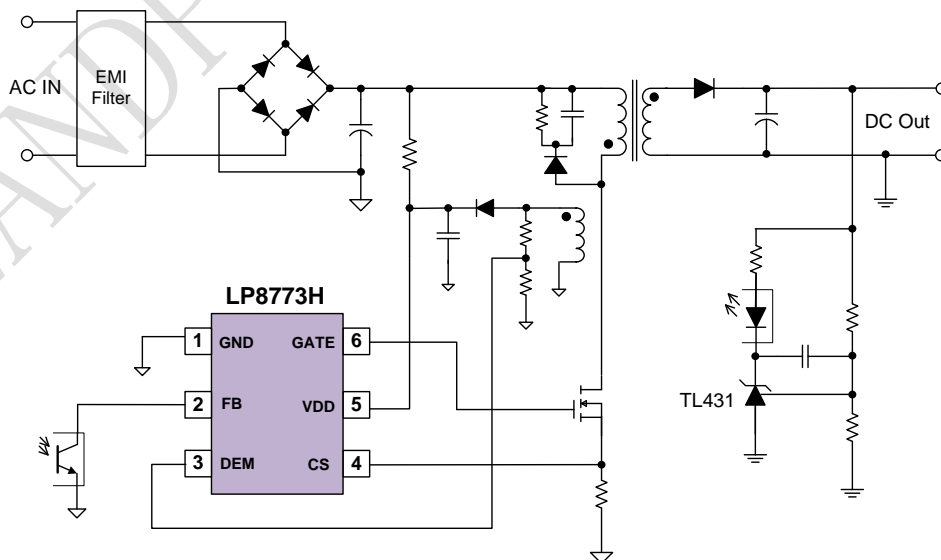 AC IN
EMI
Filter
DC Out
LP8773H
1 GND GATE 6
2 FB VDD 5
3 DEM CS 4
TL431